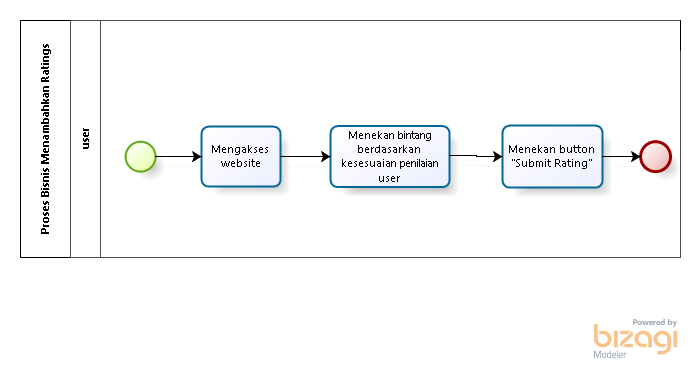 Proses Bisnis Menambahkan Ratings
user
Mengakses
website
Menekan bintang
berdasarkan
kesesuaian penilaian
user
Menekan button
"Submit Rating"
Powered by
bizagi
Modeler